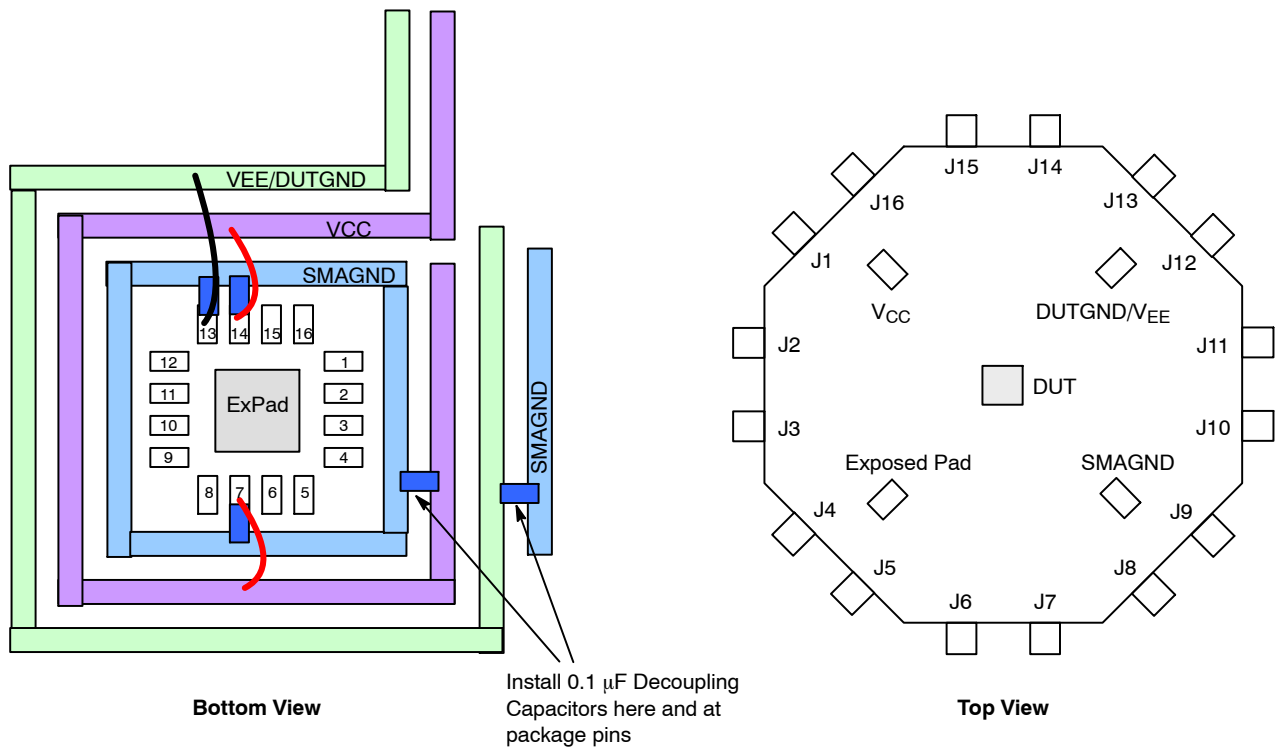 VEE/DUTGND
VCC
SMAGND
13
14
15
16
12
11
10
9
ExPad
1
2
3
4
8
7
6
5
SMAGND
Install 0.1 μF Decoupling
Capacitors here and at
package pins
Bottom View
J15
J14
J16
J13
J1
J12
VCC
DUTGND/VEE
J2
J11
DUT
J3
J10
Exposed Pad
SMAGND
J4
J9
J5
J8
J6
J7
Top View